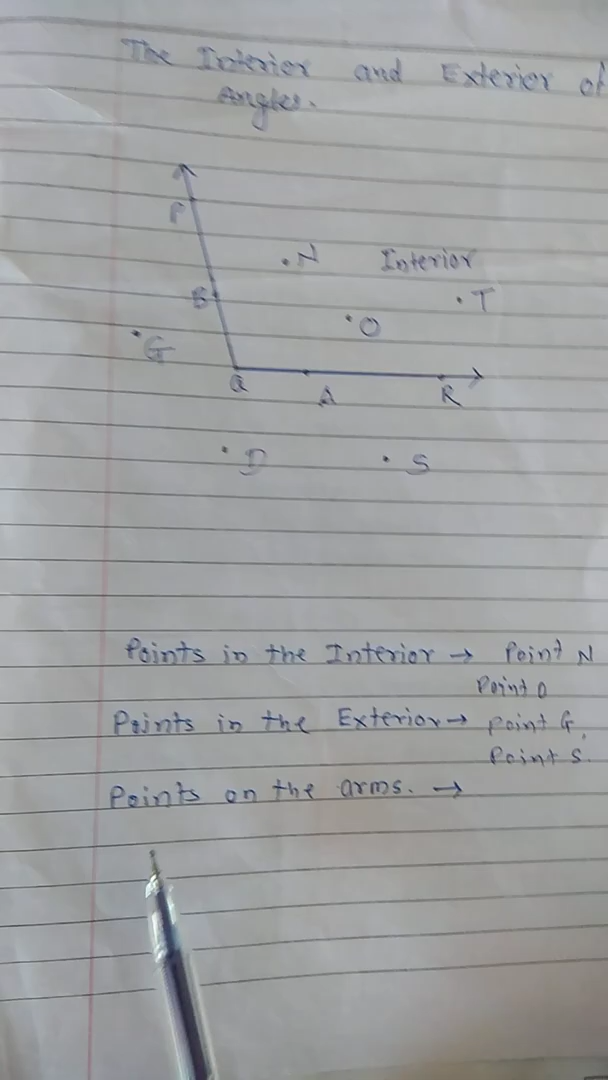 The Interior and Exterior of
Angles.
P
. N Interior
B
. T
. O
. G
Q A R
. D . S
Points in the Interior → Point N
Point O
Points in the Exterior → Point G,
Point S.
Points on the arms. →